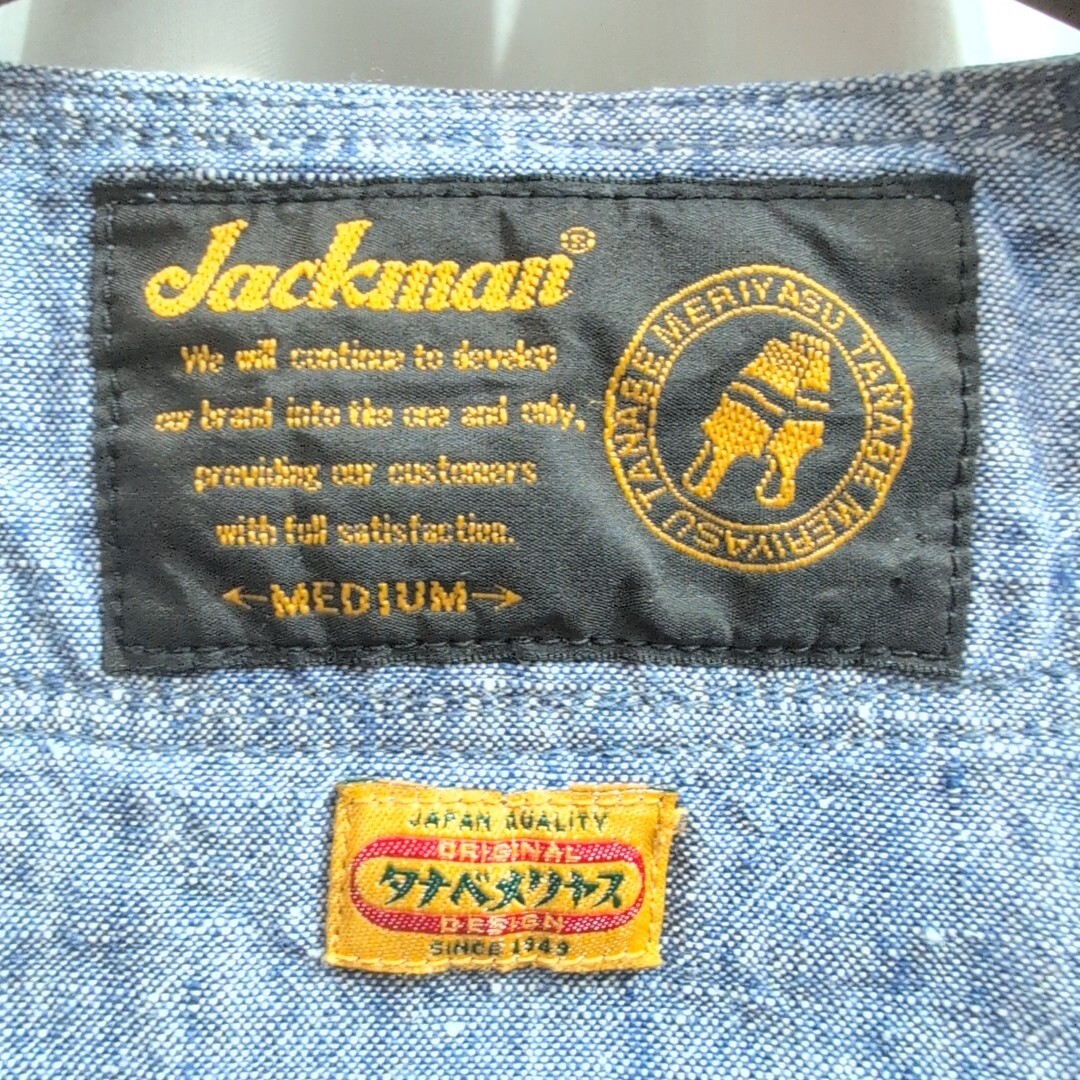 Jackman®
We will continue to develop
our brand into the one and only,
providing our customers
with full satisfaction.
←MEDIUM→
TANABE MERIYASU TANABE MERIYASU
JAPAN QUALITY
ORIGINAL
タナベメリヤス
DESIGN
SINCE 1949